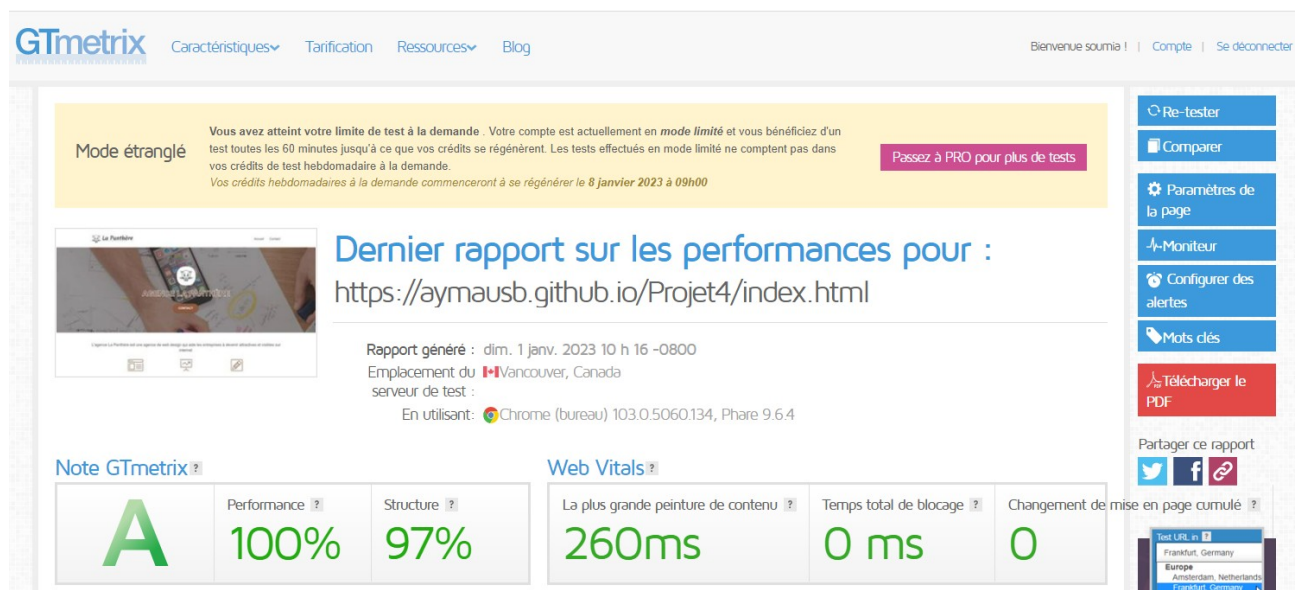 GTmetrix Caractéristiques Tarification Ressources Blog Bienvenue soumia ! | Compte | Se déconnecter
Mode étranglé
Vous avez atteint votre limite de test à la demande . Votre compte est actuellement en mode limité et vous bénéficiez d'un
test toutes les 60 minutes jusqu'à ce que vos crédits se régénèrent. Les tests effectués en mode limité ne comptent pas dans
vos crédits de test hebdomadaire à la demande.
Vos crédits hebdomadaires à la demande commenceront à se régénérer le 8 janvier 2023 à 09h00
Passez à PRO pour plus de tests
Re-tester
Comparer
Paramètres de
la page
Moniteur
Configurer des
alertes
Mots clés
Télécharger le
PDF
Partager ce rapport
La Panthère
AGENCE LA PANTHÈRE
Dernier rapport sur les performances pour :
https://aymausb.github.io/Projet4/index.html
Rapport généré : dim. 1 janv. 2023 10 h 16 -0800
Emplacement du Vancouver, Canada
serveur de test :
En utilisant: Chrome (bureau) 103.0.5060.134, Phare 9.6.4
Note GTmetrix ?
A
Performance ?
100%
Structure ?
97%
Web Vitals ?
La plus grande peinture de contenu ?
260ms
Temps total de blocage ?
0 ms
Changement de mise en page cumulé ?
0
Test URL in ?
Frankfurt, Germany
Europe
Amsterdam, Netherlands
Frankfurt, Germany